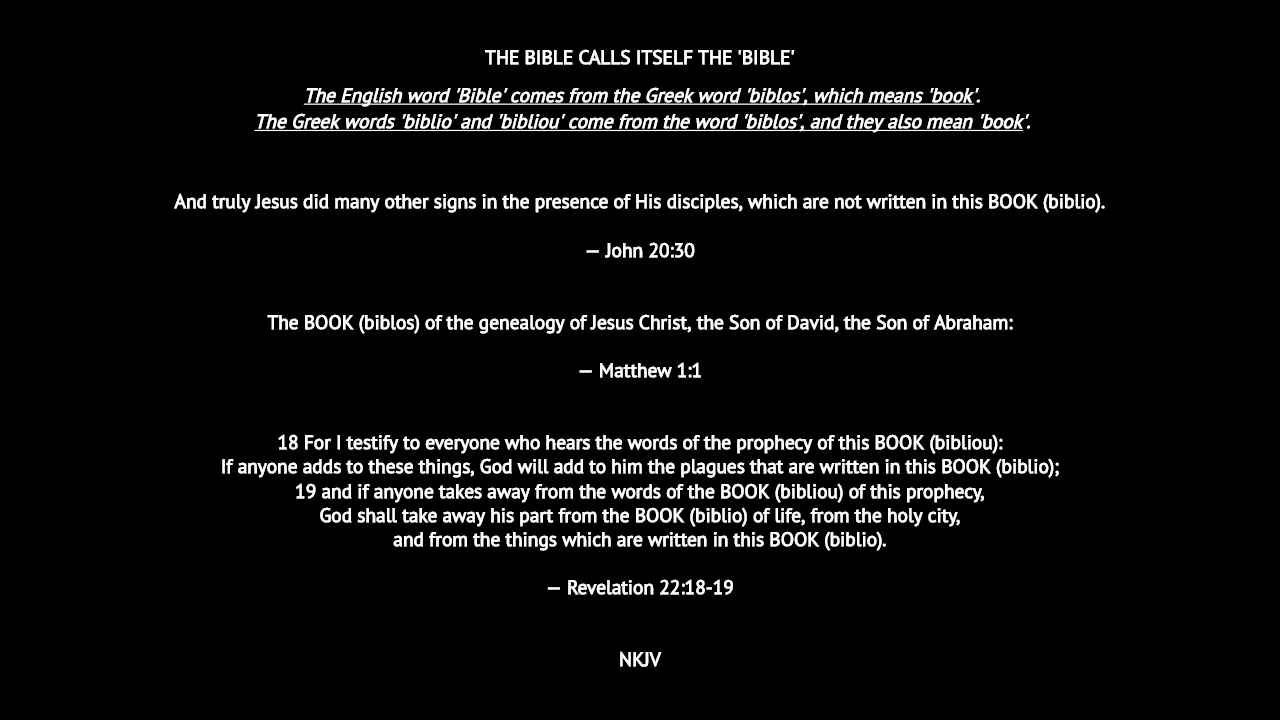 THE BIBLE CALLS ITSELF THE 'BIBLE'
The English word 'Bible' comes from the Greek word 'biblos', which means 'book'.
The Greek words 'biblio' and 'bibliou' come from the word 'biblos', and they also mean 'book'.
And truly Jesus did many other signs in the presence of His disciples, which are not written in this BOOK (biblio).
— John 20:30
The BOOK (biblos) of the genealogy of Jesus Christ, the Son of David, the Son of Abraham:
— Matthew 1:1
18 For I testify to everyone who hears the words of the prophecy of this BOOK (bibliou):
If anyone adds to these things, God will add to him the plagues that are written in this BOOK (biblio);
19 and if anyone takes away from the words of the BOOK (bibliou) of this prophecy,
God shall take away his part from the BOOK (biblio) of life, from the holy city,
and from the things which are written in this BOOK (biblio).
— Revelation 22:18-19
NKJV